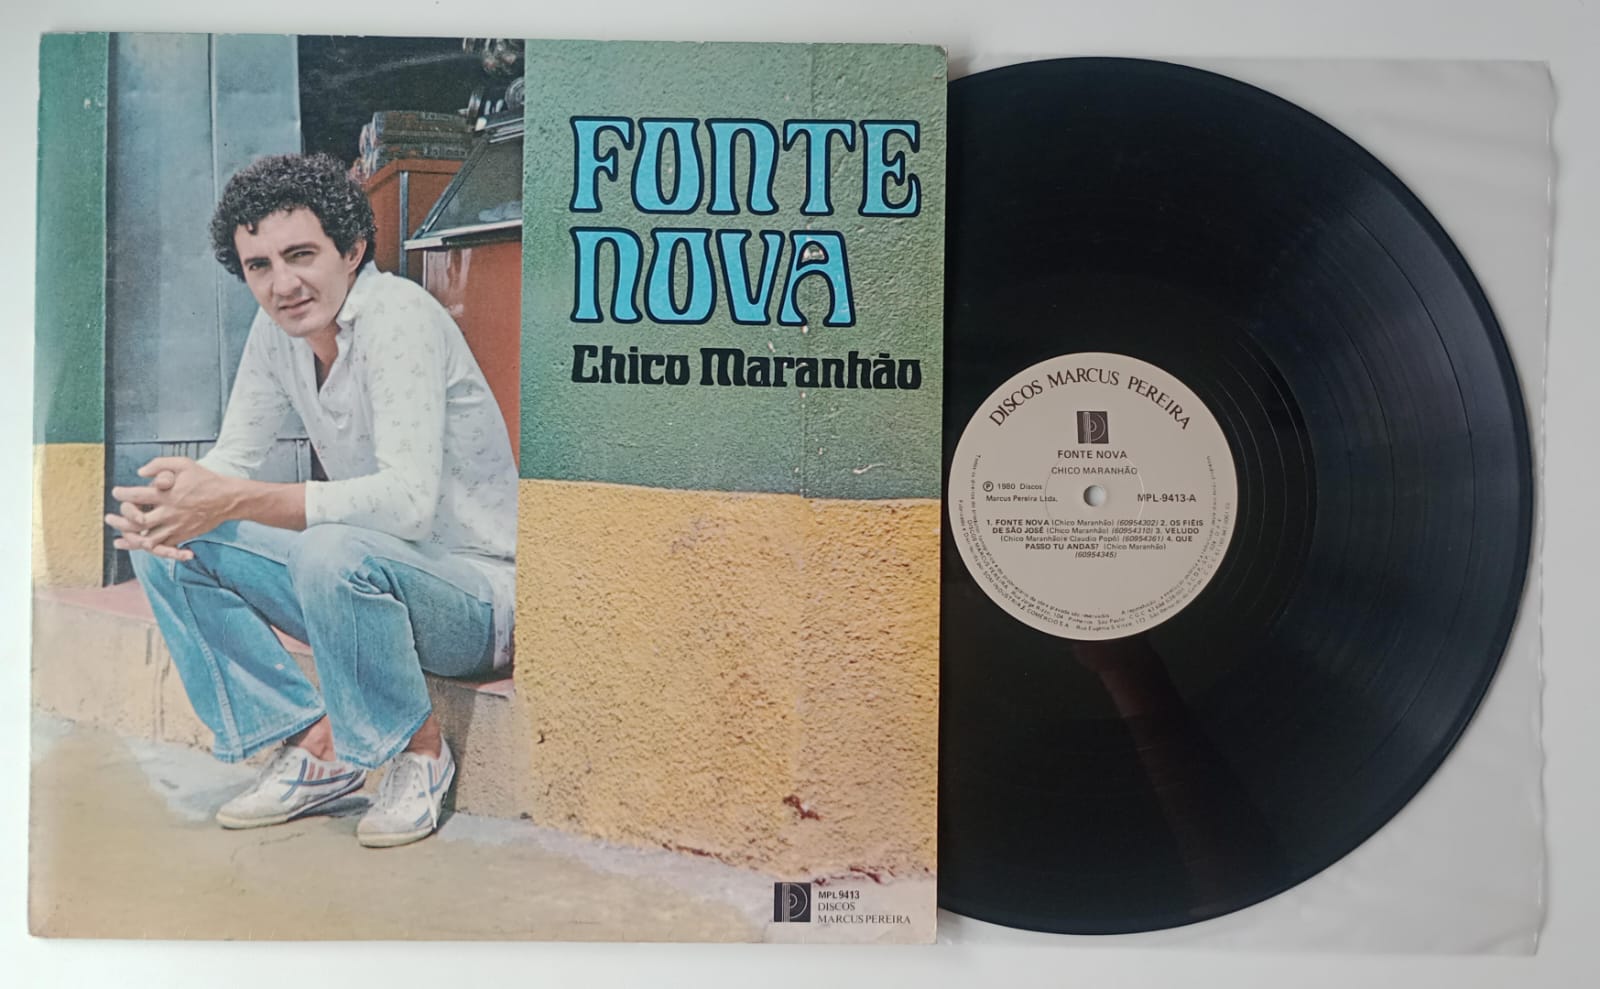 FONTE
NOVA
Chico Maranhão
MPL 9413
DISCOS
MARCUS PEREIRA
DISCOS MARCUS PEREIRA
FONTE NOVA
CHICO MARANHÃO
℗ 1980 Discos
Marcus Pereira Ltda.
MPL-9413-A
1. FONTE NOVA (Chico Maranhão) (60954302) 2. OS FIÉIS
DE SÃO JOSÉ (Chico Maranhão) (60954310) 3. VELUDO
(Chico Maranhão e Claudio Popó) (60954361) 4. QUE
PASSO TU ANDAS? (Chico Maranhão)
(60954345)